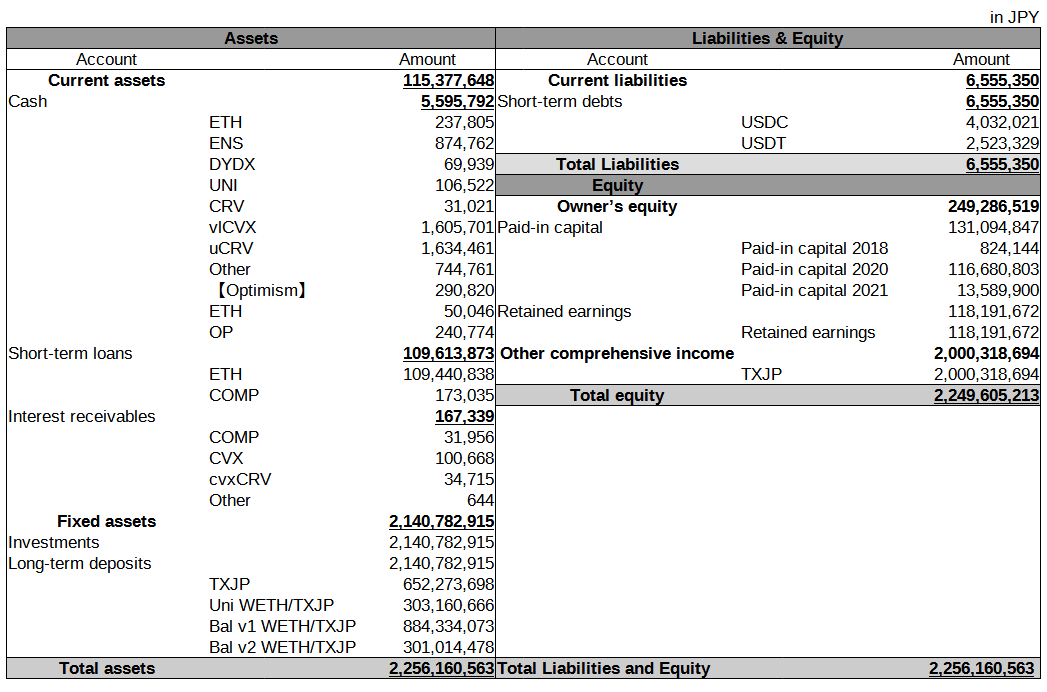 in JPY
Assets Liabilities & Equity
Account Amount Account Amount
Current assets 115,377,648 Current liabilities 6,555,350
Cash 5,595,792 Short-term debts 6,555,350
ETH 237,805 USDC 4,032,021
ENS 874,762 USDT 2,523,329
DYDX 69,939 Total Liabilities 6,555,350
UNI 106,522 Equity
CRV 31,021 Owner’s equity 249,286,519
vlCVX 1,605,701 Paid-in capital 131,094,847
uCRV 1,634,461 Paid-in capital 2018 824,144
Other 744,761 Paid-in capital 2020 116,680,803
【Optimism】 290,820 Paid-in capital 2021 13,589,900
ETH 50,046 Retained earnings 118,191,672
OP 240,774 Retained earnings 118,191,672
Short-term loans 109,613,873 Other comprehensive income 2,000,318,694
ETH 109,440,838 TXJP 2,000,318,694
COMP 173,035 Total equity 2,249,605,213
Interest receivables 167,339
COMP 31,956
CVX 100,668
cvxCRV 34,715
Other 644
Fixed assets 2,140,782,915
Investments 2,140,782,915
Long-term deposits 2,140,782,915
TXJP 652,273,698
Uni WETH/TXJP 303,160,666
Bal v1 WETH/TXJP 884,334,073
Bal v2 WETH/TXJP 301,014,478
Total assets 2,256,160,563 Total Liabilities and Equity 2,256,160,563